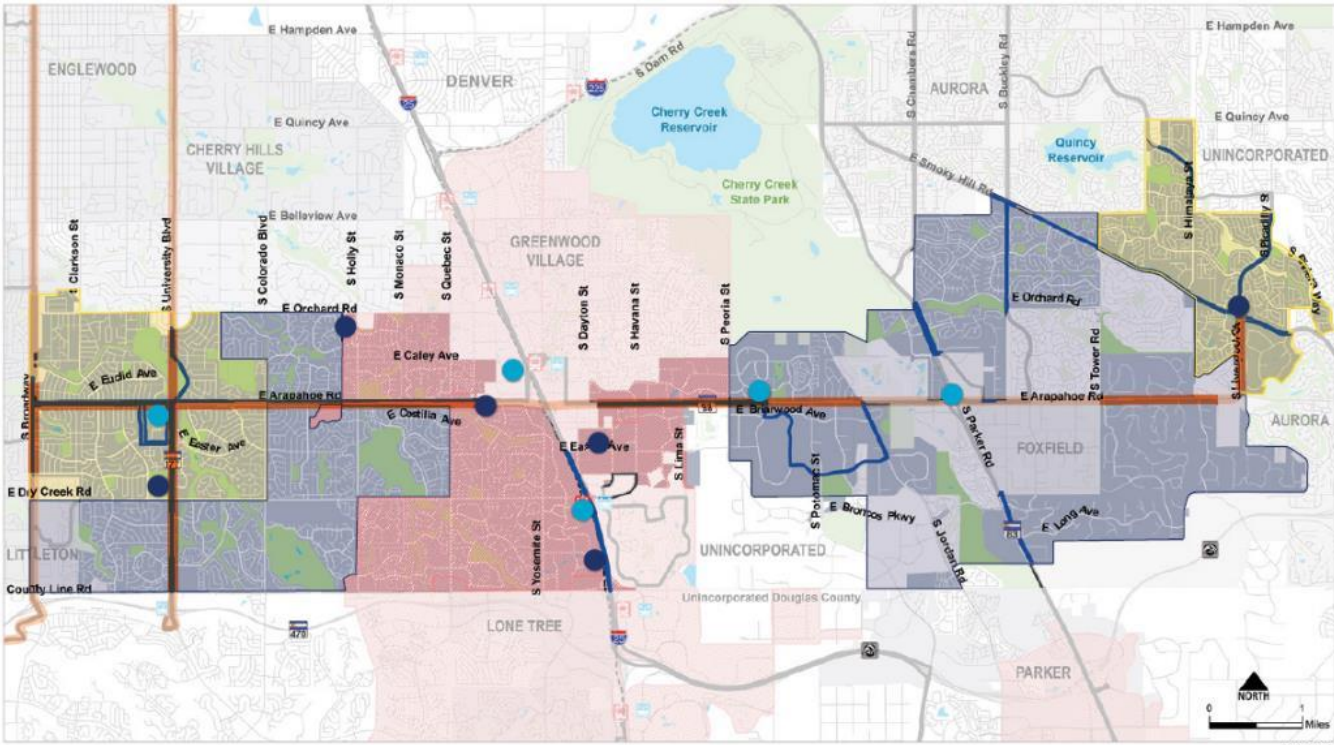 E Hampden Ave
E Hampden Ave
ENGLEWOOD
DENVER
S Dam Rd
225
25
S Chambers Rd
S Buckley Rd
AURORA
Cherry Creek
Reservoir
E Quincy Ave
E Quincy Ave
CHERRY HILLS
VILLAGE
Quincy
Reservoir
UNINCORPORATED
E Smoky Hill Rd
Cherry Creek
State Park
S Himalaya St
E Belleview Ave
S Clarkson St
S University Blvd
S Colorado Blvd
S Holly St
S Monaco St
S Quebec St
GREENWOOD
VILLAGE
S Dayton St
S Havana St
S Peoria St
E Orchard Rd
E Orchard Rd
E Caley Ave
S Tower Rd
E Euclid Ave
S Broadway
E Arapahoe Rd
E Arapahoe Rd
E Costilla Ave
E Briarwood Ave
AURORA
E Easter Ave
S Lima St
S Parker Rd
FOXFIELD
E Dry Creek Rd
S Potomac St
E Broncos Pkwy
E Long Ave
S Jordan Rd
LITTLETON
S Yosemite St
UNINCORPORATED
County Line Rd
Unincorporated Douglas County
470
LONE TREE
25
PARKER
NORTH
0 1
Miles